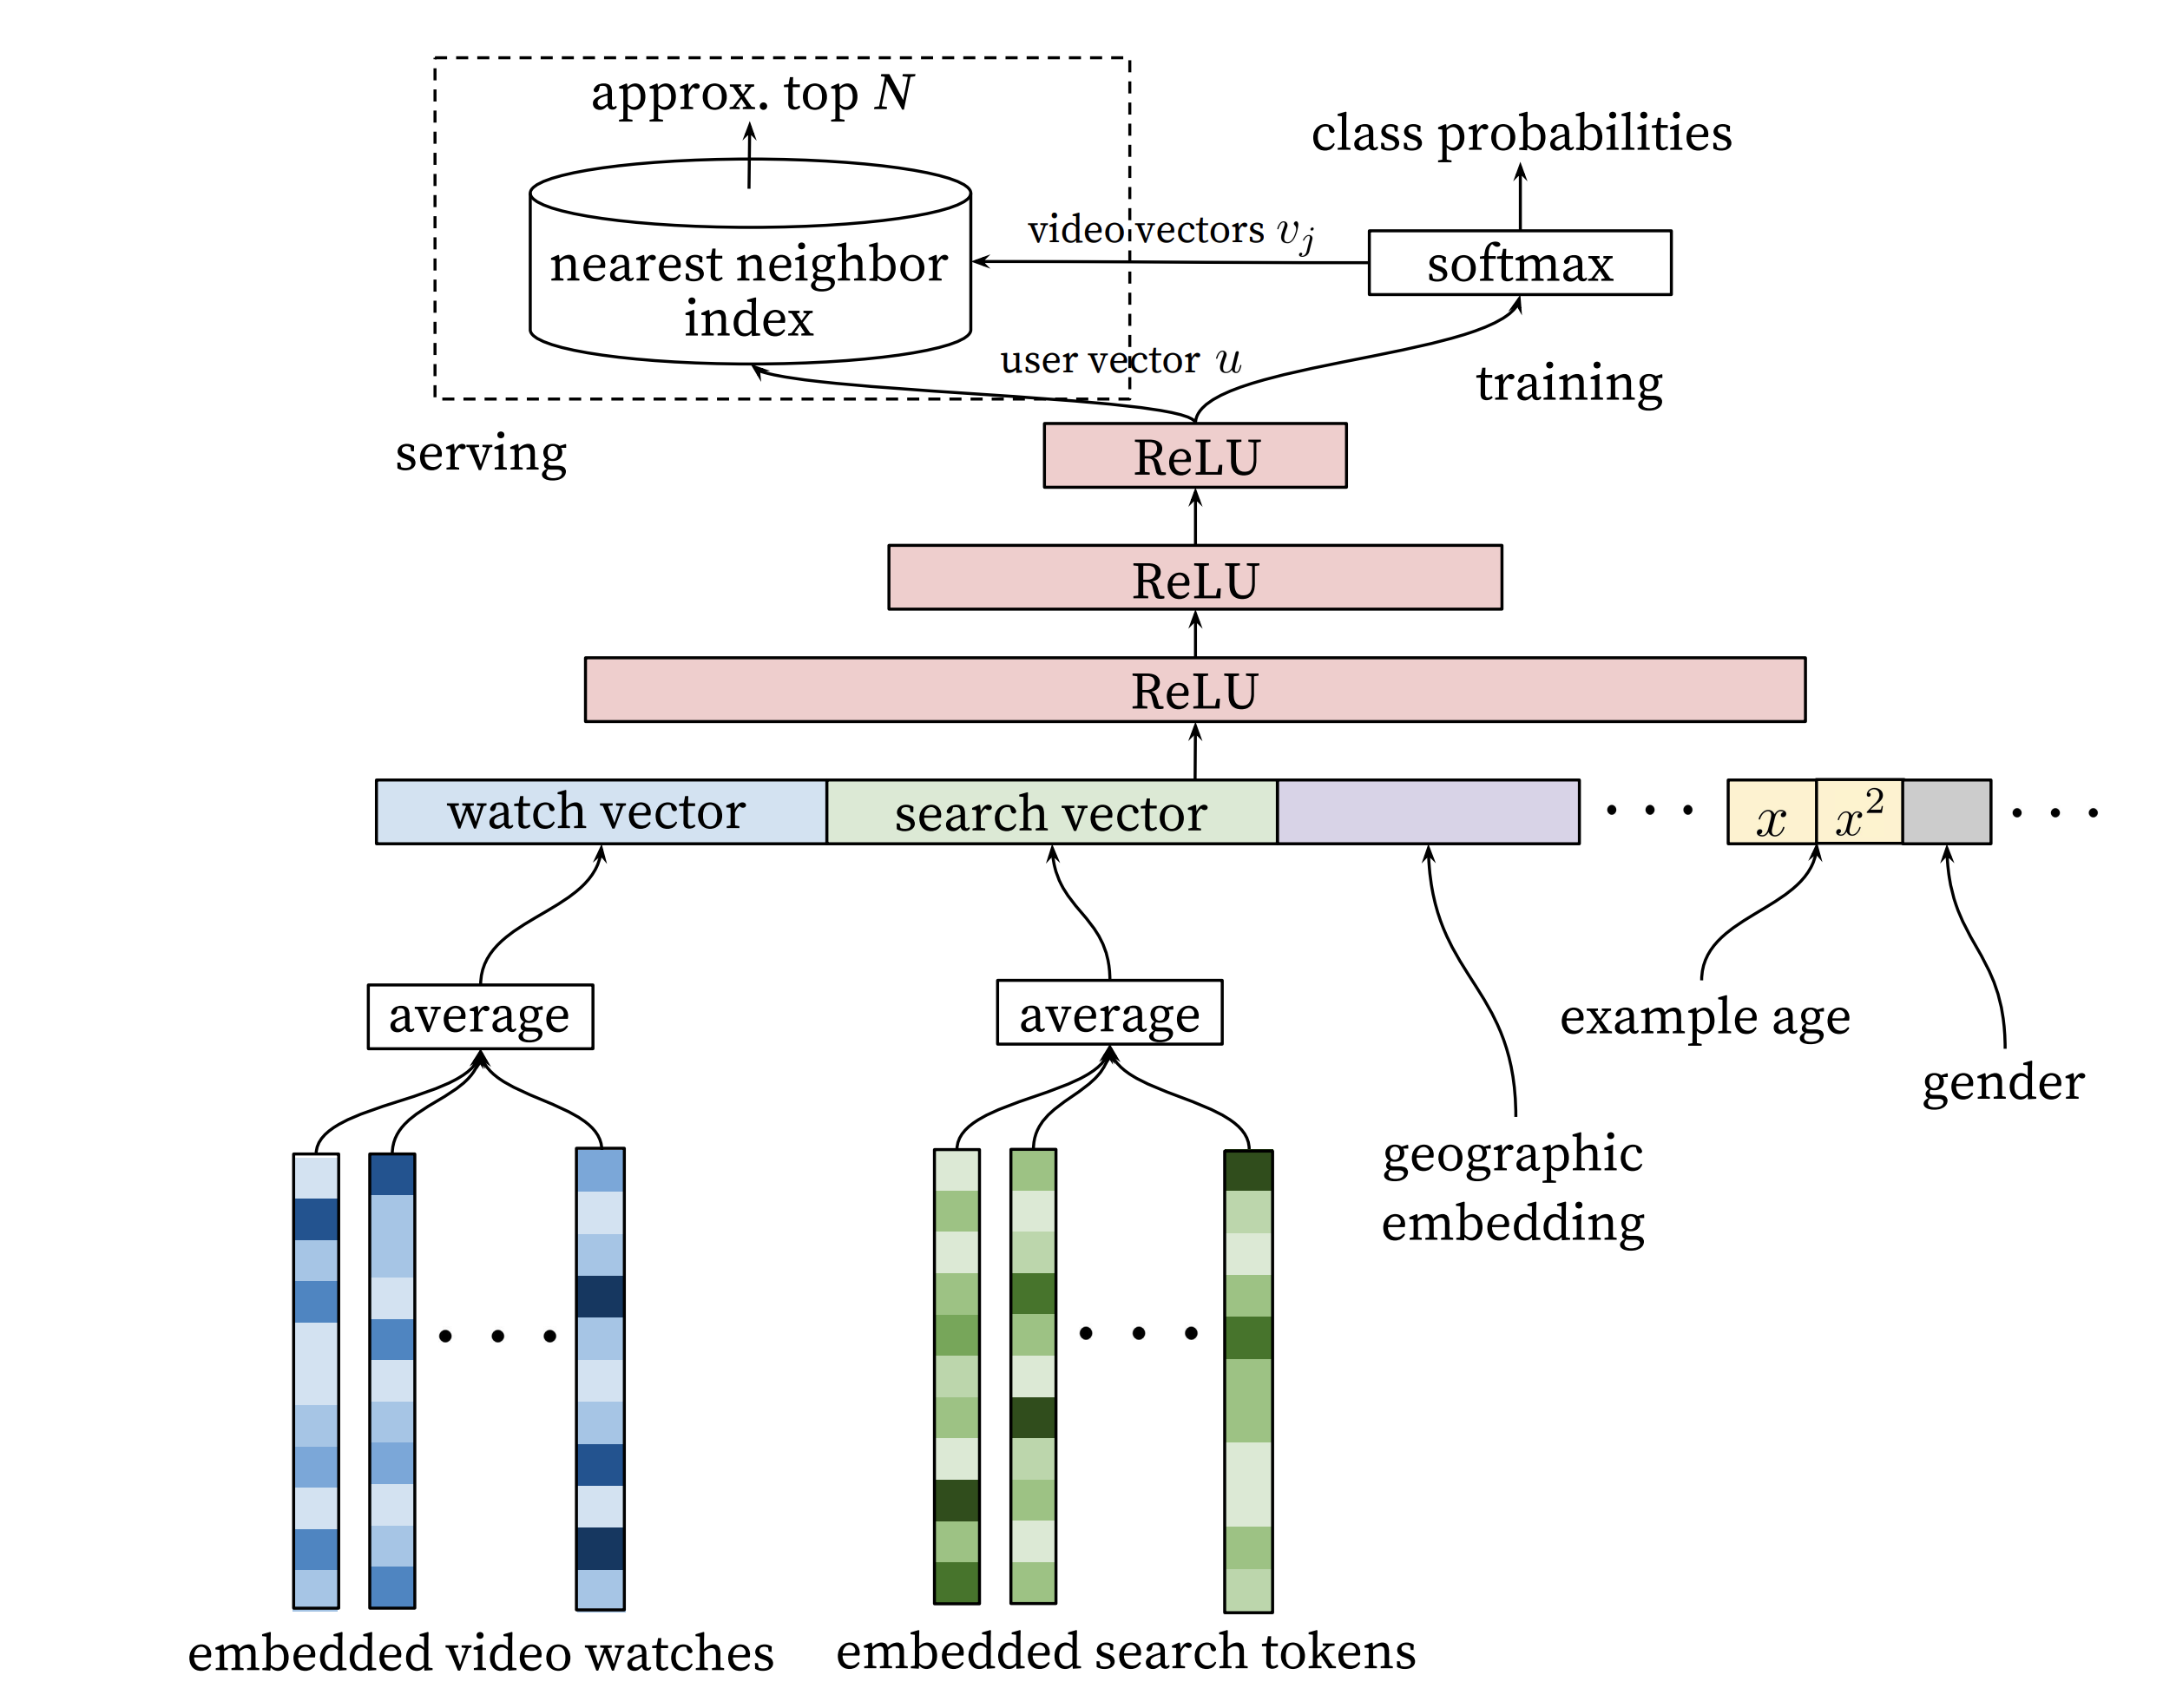 approx. top N
class probabilities
video vectors v_j
softmax
nearest neighbor
index
user vector u
training
serving
ReLU
ReLU
ReLU
watch vector
search vector
. . .
x
x²
. . .
average
average
example age
gender
geographic
embedding
. . .
. . .
embedded video watches
embedded search tokens